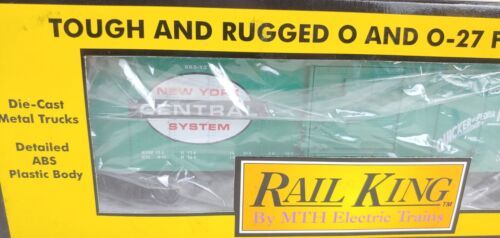 TOUGH AND RUGGED O AND O-27 F
NEW YORK
CENTRAL
SYSTEM
Die-Cast
Metal Trucks
Detailed
ABS
Plastic Body
RAIL KING™
By MTH Electric Trains